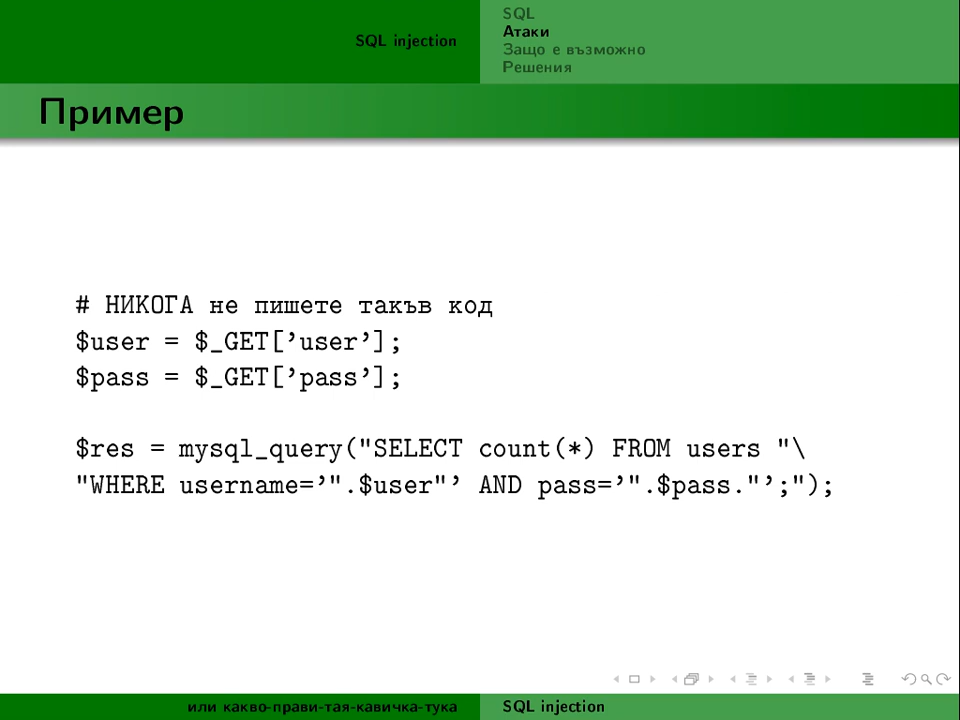 SQL injection
SQL
Атаки
Защо е възможно
Решения
Пример
# НИКОГА не пишете такъв код
$user = $_GET['user'];
$pass = $_GET['pass'];
$res = mysql_query("SELECT count(*) FROM users "\
"WHERE username='".$user"' AND pass='".$pass."';");
или какво-прави-тая-кавичка-тука
SQL injection